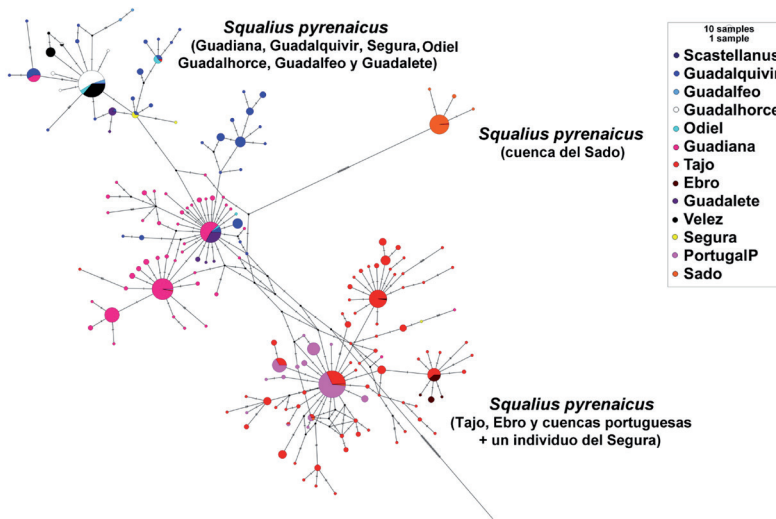 Squalius pyrenaicus
(Guadiana, Guadalquivir, Segura, Odiel
Guadalhorce, Guadalfeo y Guadalete)
Squalius pyrenaicus
(cuenca del Sado)
Squalius pyrenaicus
(Tajo, Ebro y cuencas portuguesas
+ un individuo del Segura)
10 samples
1 sample
Scastellanus
Guadalquivir
Guadalfeo
Guadalhorce
Odiel
Guadiana
Tajo
Ebro
Guadalete
Velez
Segura
PortugalP
Sado